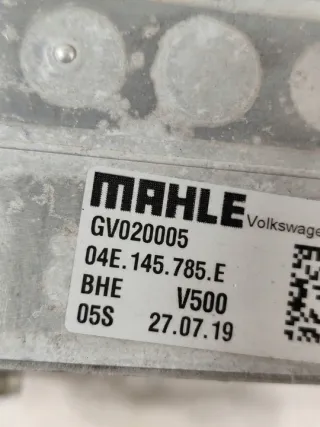 MAHLE Volkswage
GV020005
04E.145.785.E
BHE V500
05S 27.07.19